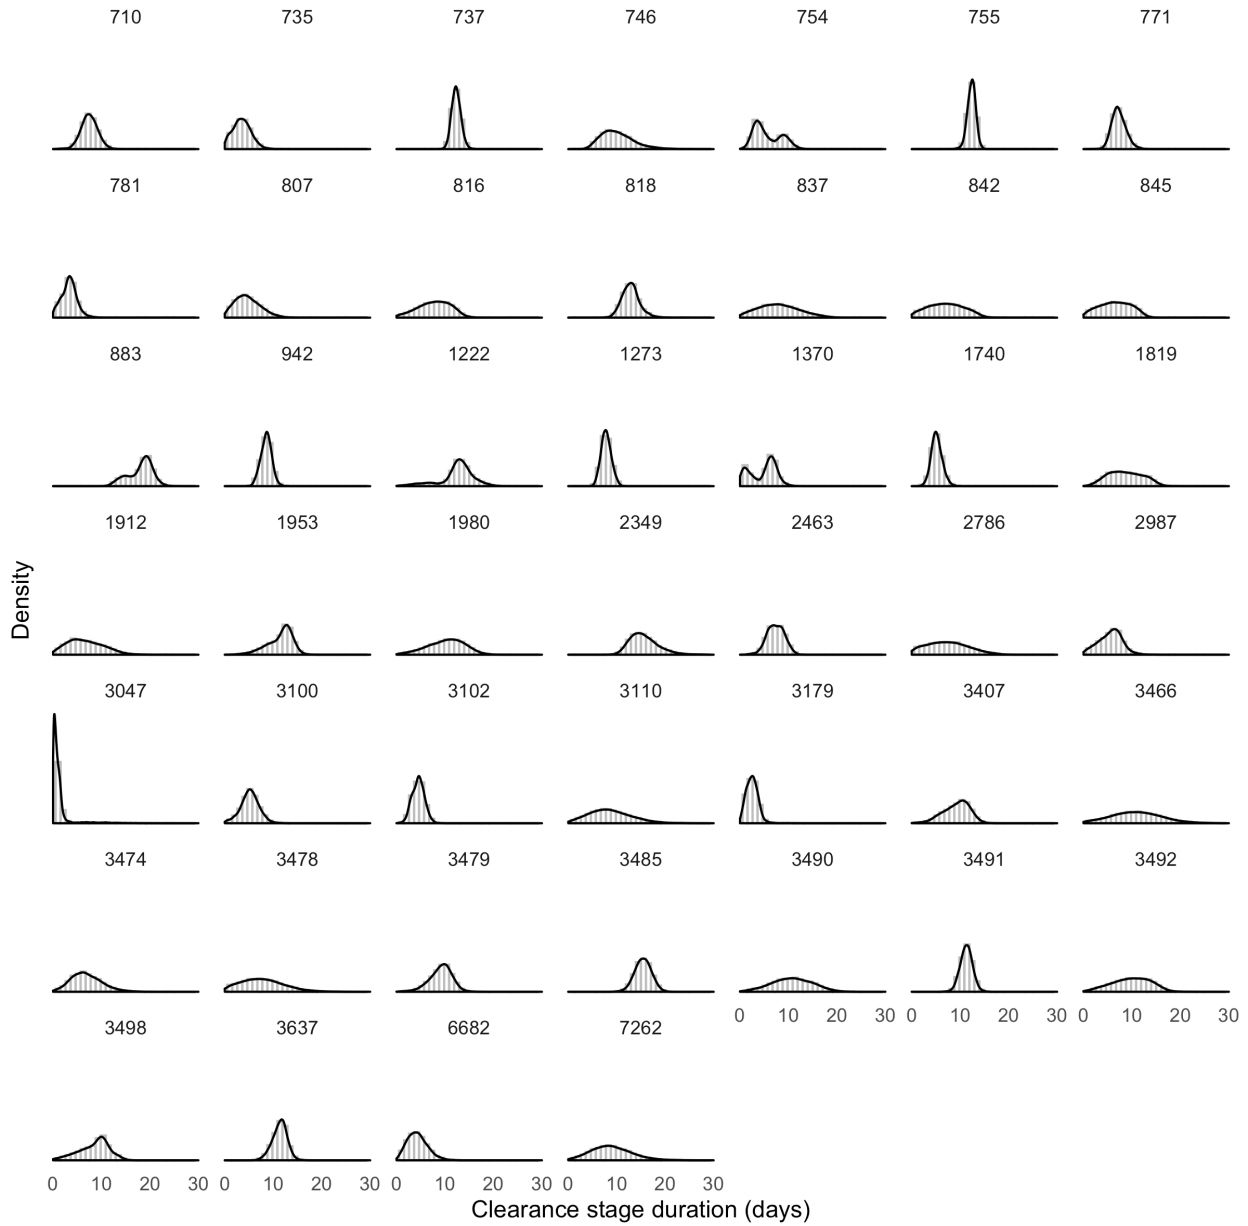 710 735 737 746 754 755 771
781 807 816 818 837 842 845
883 942 1222 1273 1370 1740 1819
1912 1953 1980 2349 2463 2786 2987
Density
3047 3100 3102 3110 3179 3407 3466
3474 3478 3479 3485 3490 3491 3492
0 10 20 30 0 10 20 30 0 10 20 30
3498 3637 6682 7262
0 10 20 30 0 10 20 30 0 10 20 30 0 10 20 30
Clearance stage duration (days)